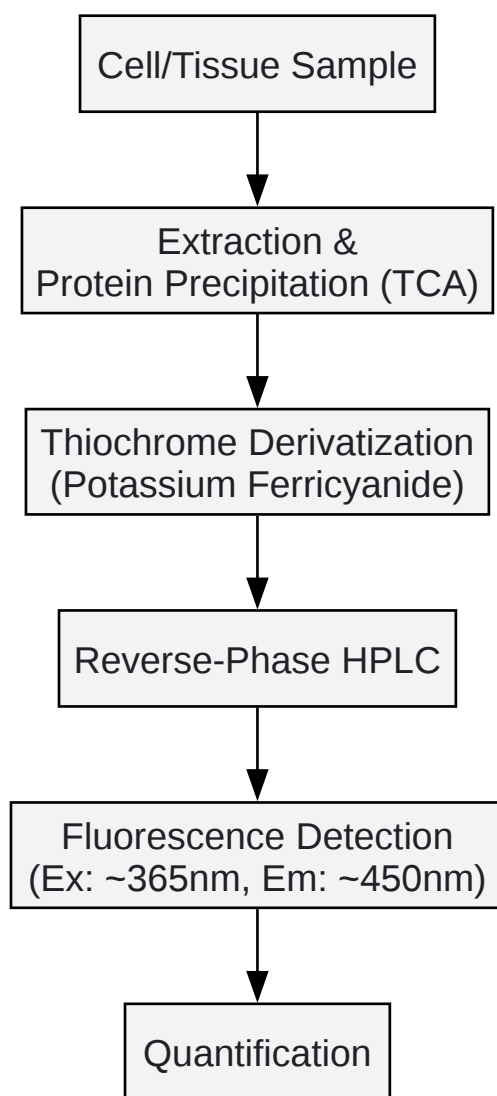 Cell/Tissue Sample
Extraction &
Protein Precipitation (TCA)
Thiochrome Derivatization
(Potassium Ferricyanide)
Reverse-Phase HPLC
Fluorescence Detection
(Ex: ~365nm, Em: ~450nm)
Quantification